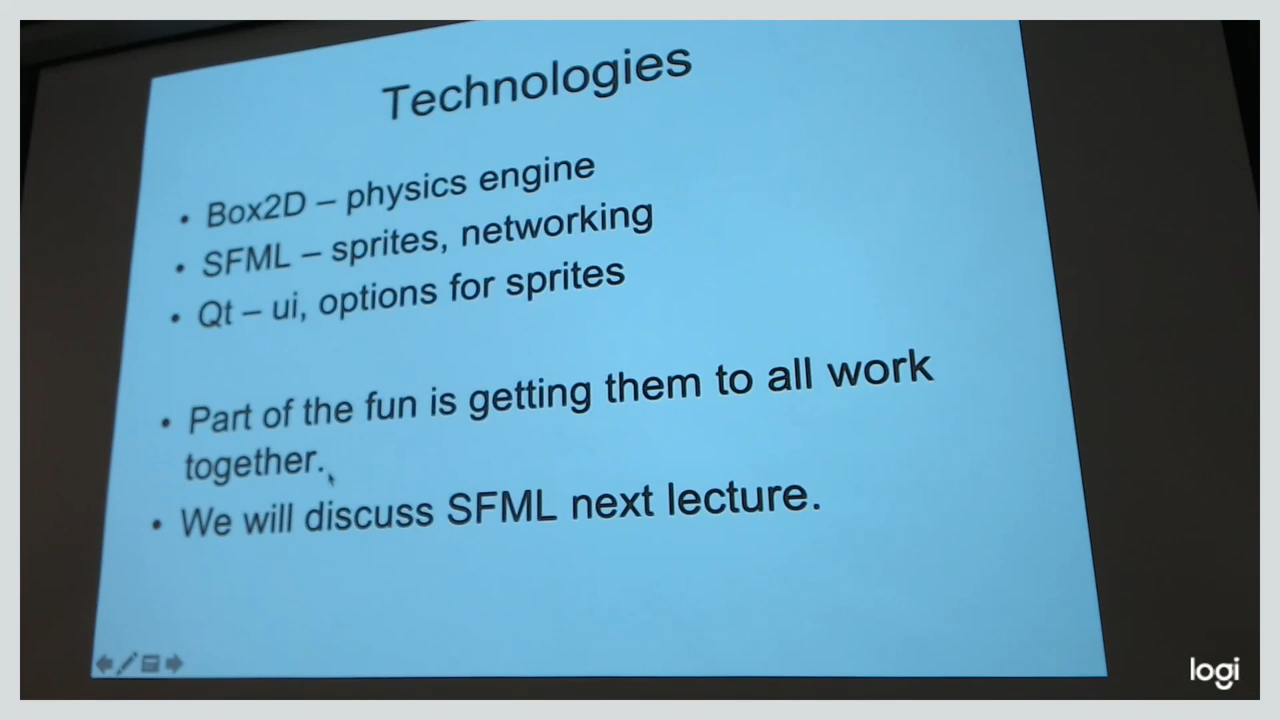 Technologies
• Box2D – physics engine
• SFML – sprites, networking
• Qt – ui, options for sprites
• Part of the fun is getting them to all work
together.
• We will discuss SFML next lecture.
logi